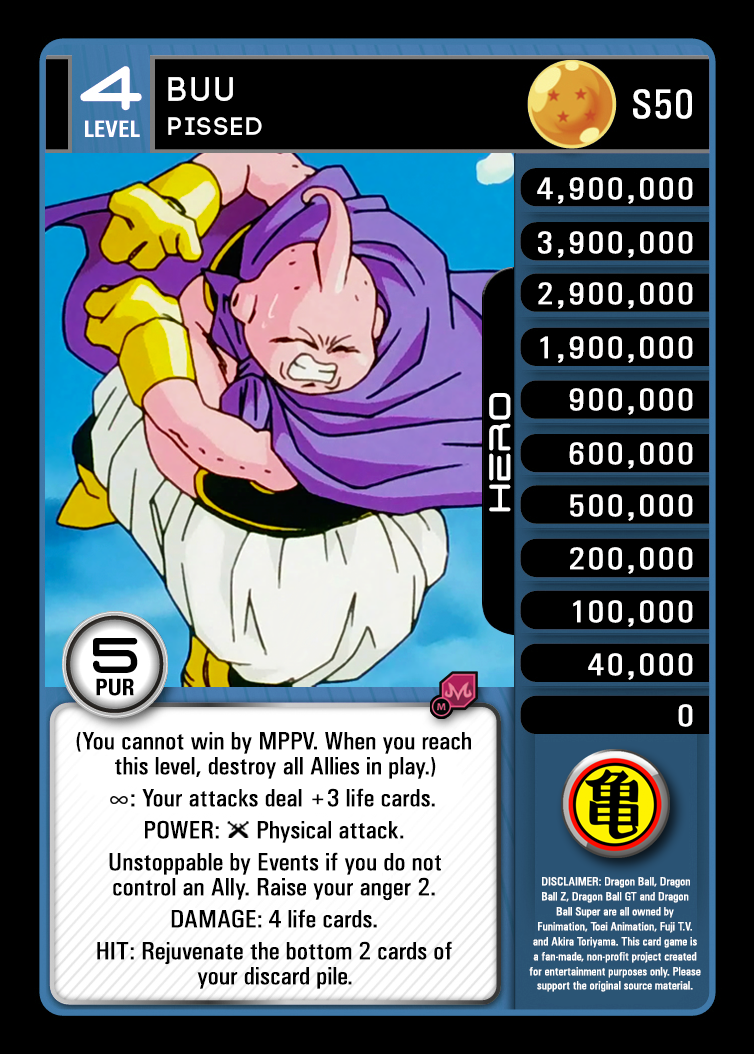 4
LEVEL
BUU
PISSED
S50
4,900,000
3,900,000
2,900,000
1,900,000
900,000
600,000
500,000
200,000
100,000
40,000
0
HERO
5
PUR
M
(You cannot win by MPPV. When you reach
this level, destroy all Allies in play.)
∞: Your attacks deal +3 life cards.
POWER: Physical attack.
Unstoppable by Events if you do not
control an Ally. Raise your anger 2.
DAMAGE: 4 life cards.
HIT: Rejuvenate the bottom 2 cards of
your discard pile.
亀
DISCLAIMER: Dragon Ball, Dragon
Ball Z, Dragon Ball GT and Dragon
Ball Super are all owned by
Funimation, Toei Animation, Fuji T.V.
and Akira Toriyama. This card game is
a fan-made, non-profit project created
for entertainment purposes only. Please
support the original source material.